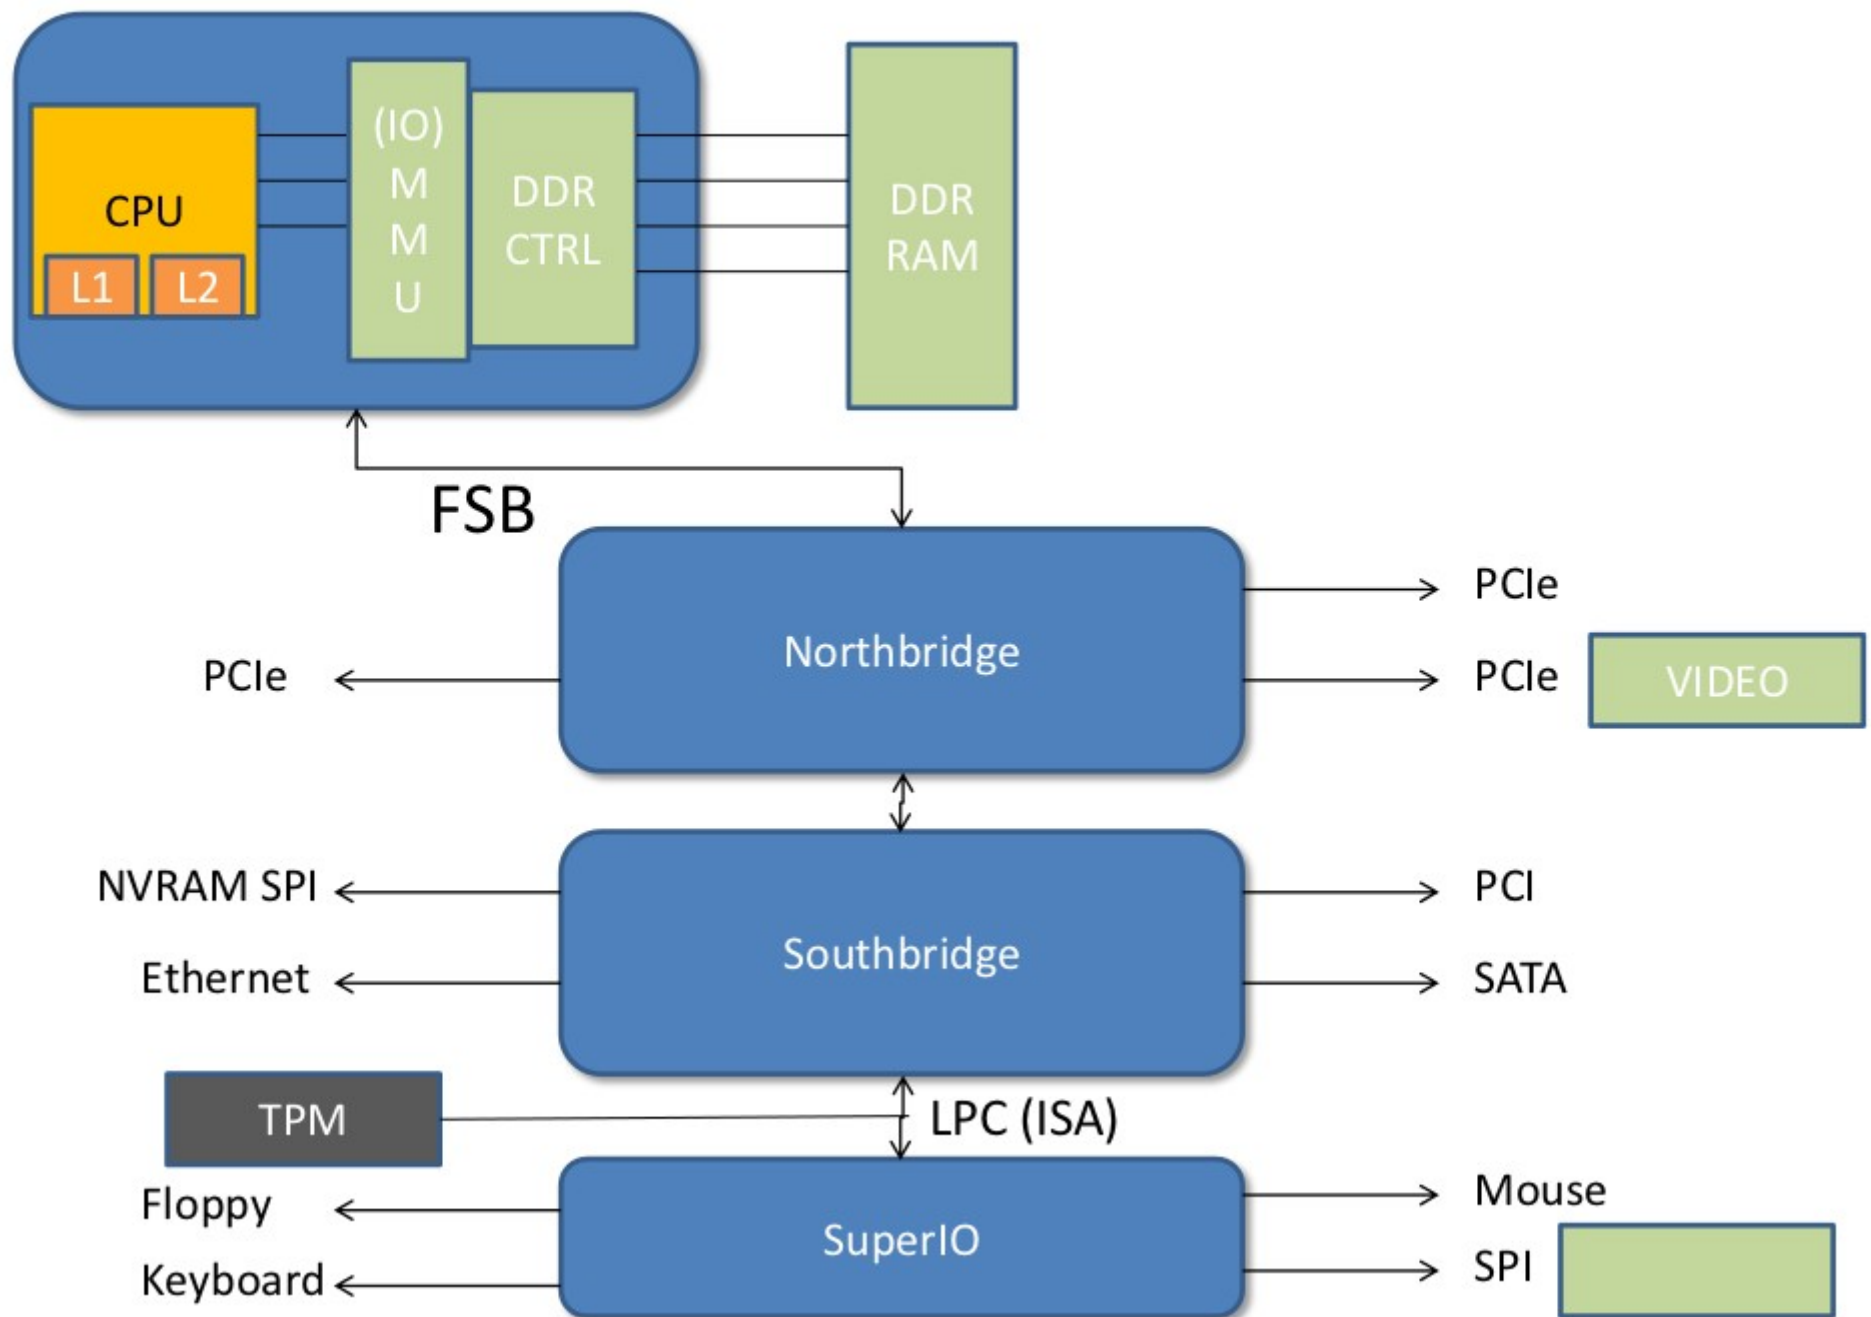 CPU
L1
L2
(IO)
M
M
U
DDR
CTRL
DDR
RAM
FSB
Northbridge
PCIe
PCIe
PCIe
VIDEO
Southbridge
NVRAM SPI
Ethernet
PCI
SATA
TPM
LPC (ISA)
SuperIO
Floppy
Keyboard
Mouse
SPI